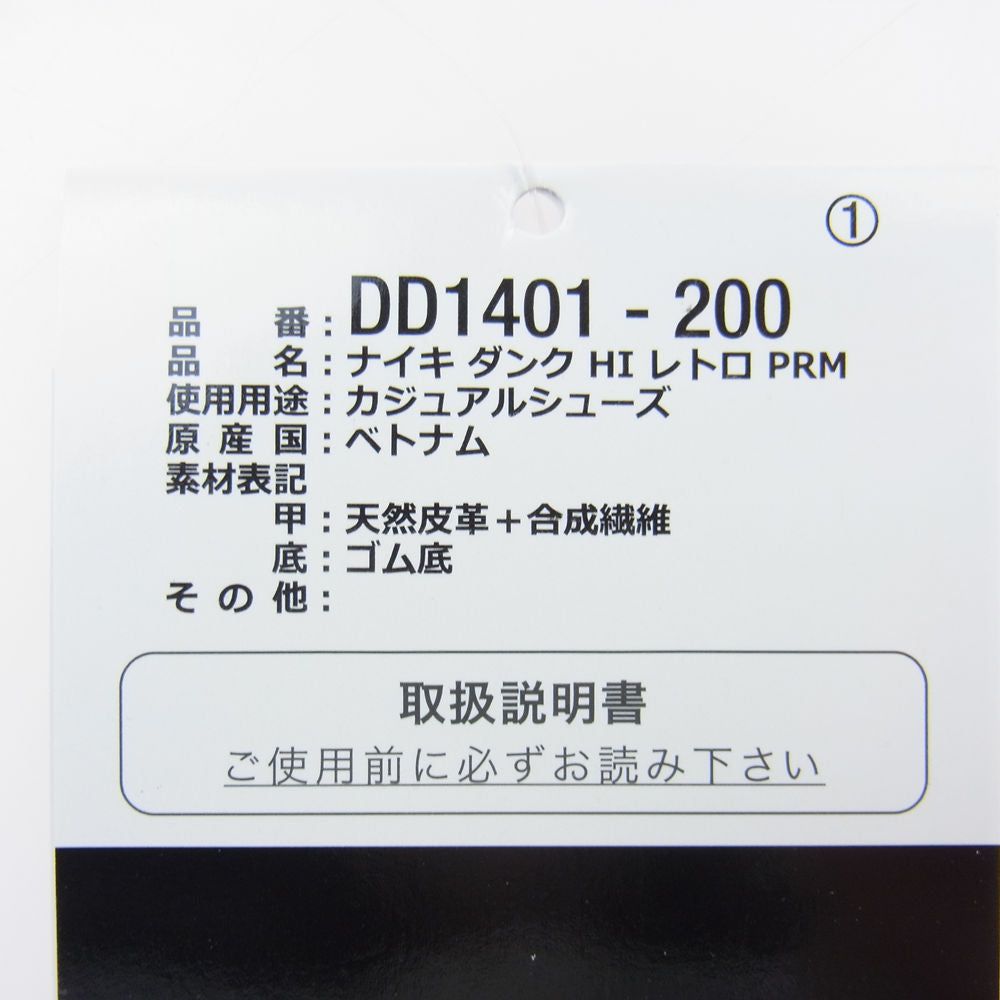 ①
品番：DD1401 - 200
品名：ナイキ ダンク HI レトロ PRM
使用用途：カジュアルシューズ
原産国：ベトナム
素材表記
甲：天然皮革＋合成繊維
底：ゴム底
その他：
取扱説明書
ご使用前に必ずお読み下さい